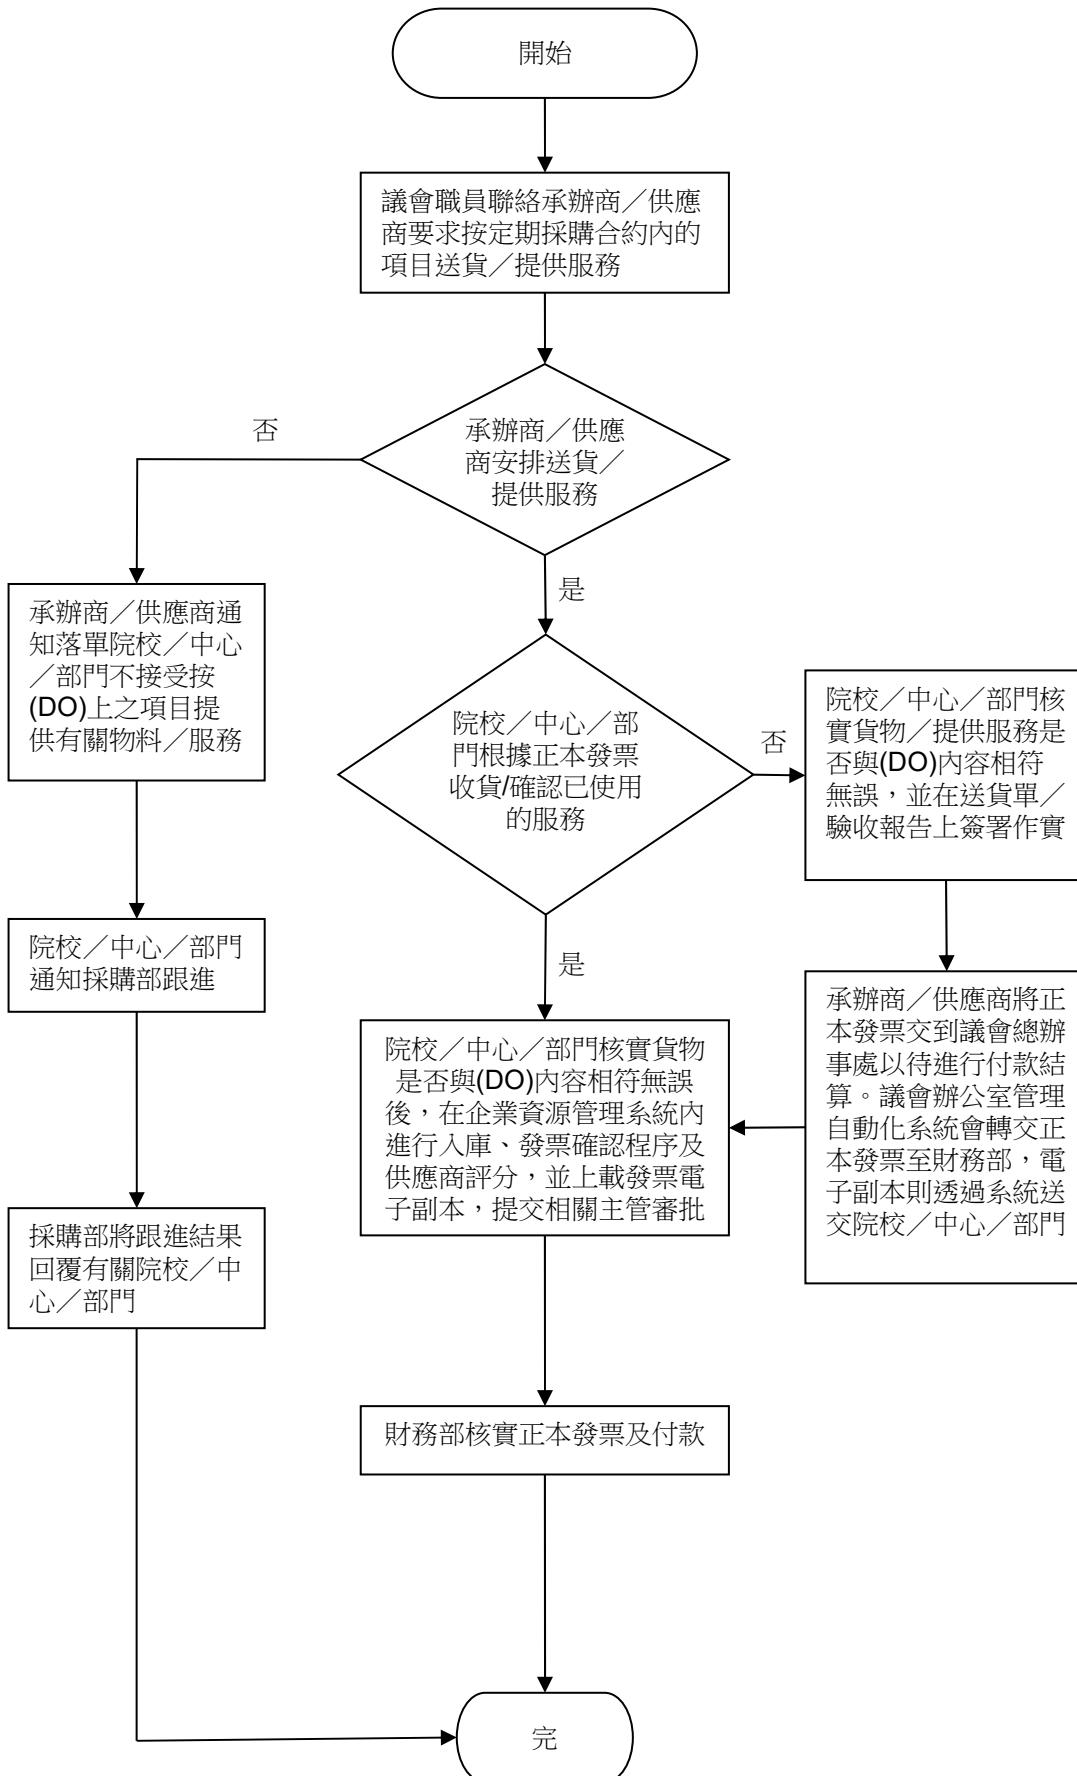 開始
議會職員聯絡承辦商／供應
商要求按定期採購合約內的
項目送貨／提供服務
承辦商／供應
商安排送貨／
提供服務
否
是
承辦商／供應商通
知落單院校／中心
／部門不接受按
(DO)上之項目提
供有關物料／服務
院校／中心／部
門根據正本發票
收貨/確認已使用
的服務
否
是
院校／中心／部門核
實貨物／提供服務是
否與(DO)內容相符
無誤，並在送貨單／
驗收報告上簽署作實
院校／中心／部門
通知採購部跟進
承辦商／供應商將正
本發票交到議會總辦
事處以待進行付款結
算。議會辦公室管理
自動化系統會轉交正
本發票至財務部，電
子副本則透過系統送
交院校／中心／部門
院校／中心／部門核實貨物
是否與(DO)內容相符無誤
後，在企業資源管理系統內
進行入庫、發票確認程序及
供應商評分，並上載發票電
子副本，提交相關主管審批
採購部將跟進結果
回覆有關院校／中
心／部門
財務部核實正本發票及付款
完